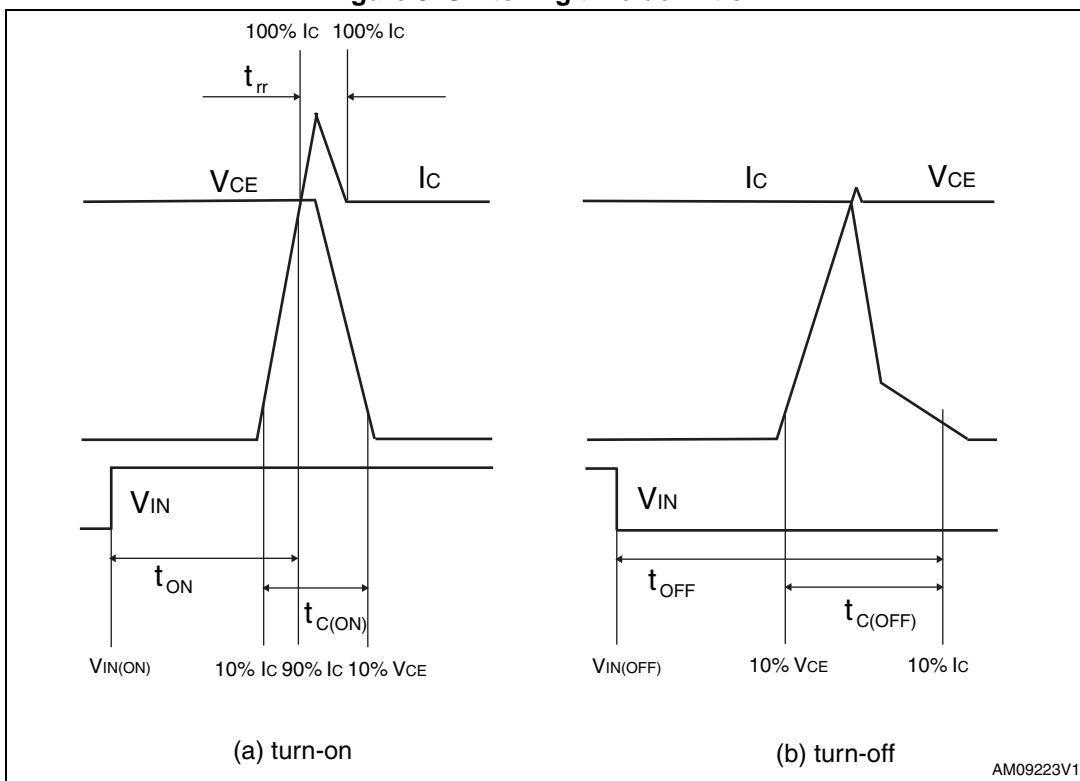 100% IC 100% IC
trr
VCE IC
IC VCE
VIN
VIN
tON
tC(ON)
tOFF
tC(OFF)
VIN(ON) 10% IC 90% IC 10% VCE
VIN(OFF) 10% VCE 10% IC
(a) turn-on
(b) turn-off
AM09223V1